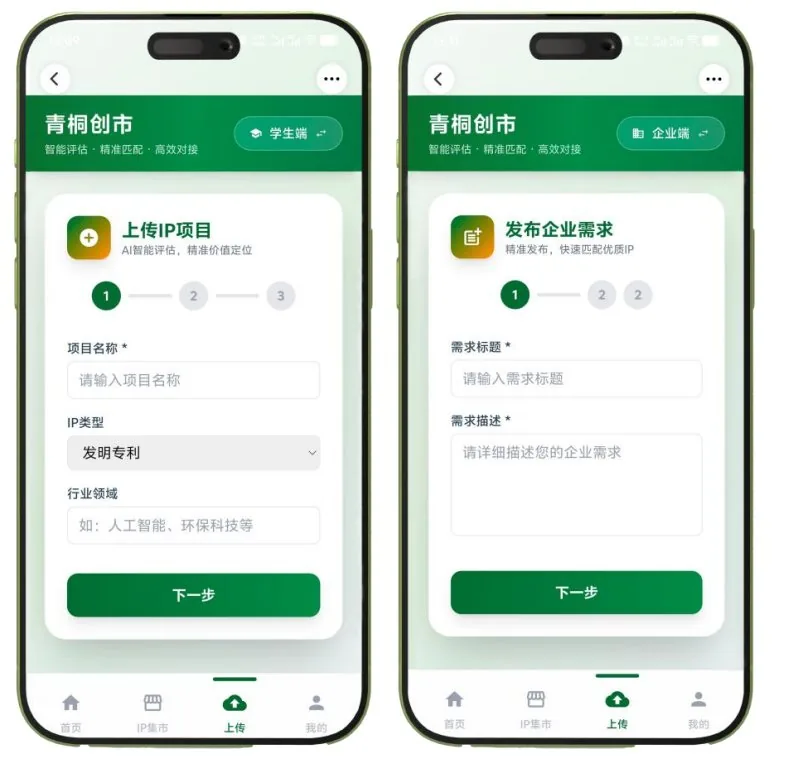 青桐创市
学生端
智能评估 · 精准匹配 · 高效对接
上传IP项目
AI智能评估，精准价值定位
1
2
3
项目名称 *
请输入项目名称
IP类型
发明专利
行业领域
如：人工智能、环保科技等
下一步
首页
IP集市
上传
我的
青桐创市
企业端
智能评估 · 精准匹配 · 高效对接
发布企业需求
精准发布，快速匹配优质IP
1
2
2
需求标题 *
请输入需求标题
需求描述 *
请详细描述您的企业需求
下一步
首页
IP集市
上传
我的